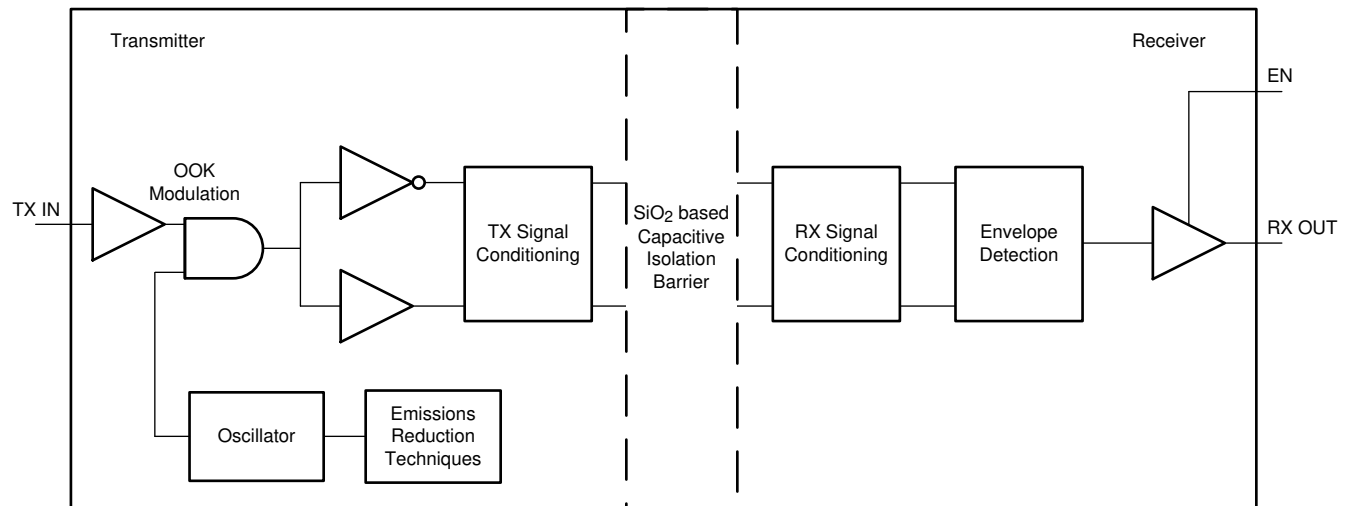 Transmitter
Receiver
EN
OOK
Modulation
TX IN
TX Signal
Conditioning
SiO2 based
Capacitive
Isolation
Barrier
RX Signal
Conditioning
Envelope
Detection
RX OUT
Oscillator
Emissions
Reduction
Techniques